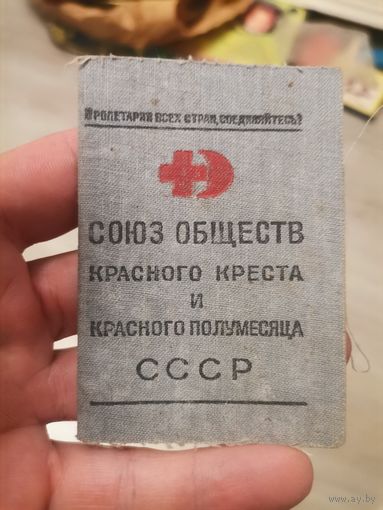 ПРОЛЕТАРИИ ВСЕХ СТРАН, СОЕДИНЯЙТЕСЬ!
СОЮЗ ОБЩЕСТВ
КРАСНОГО КРЕСТА
И
КРАСНОГО ПОЛУМЕСЯЦА
СССР
www.ay.by